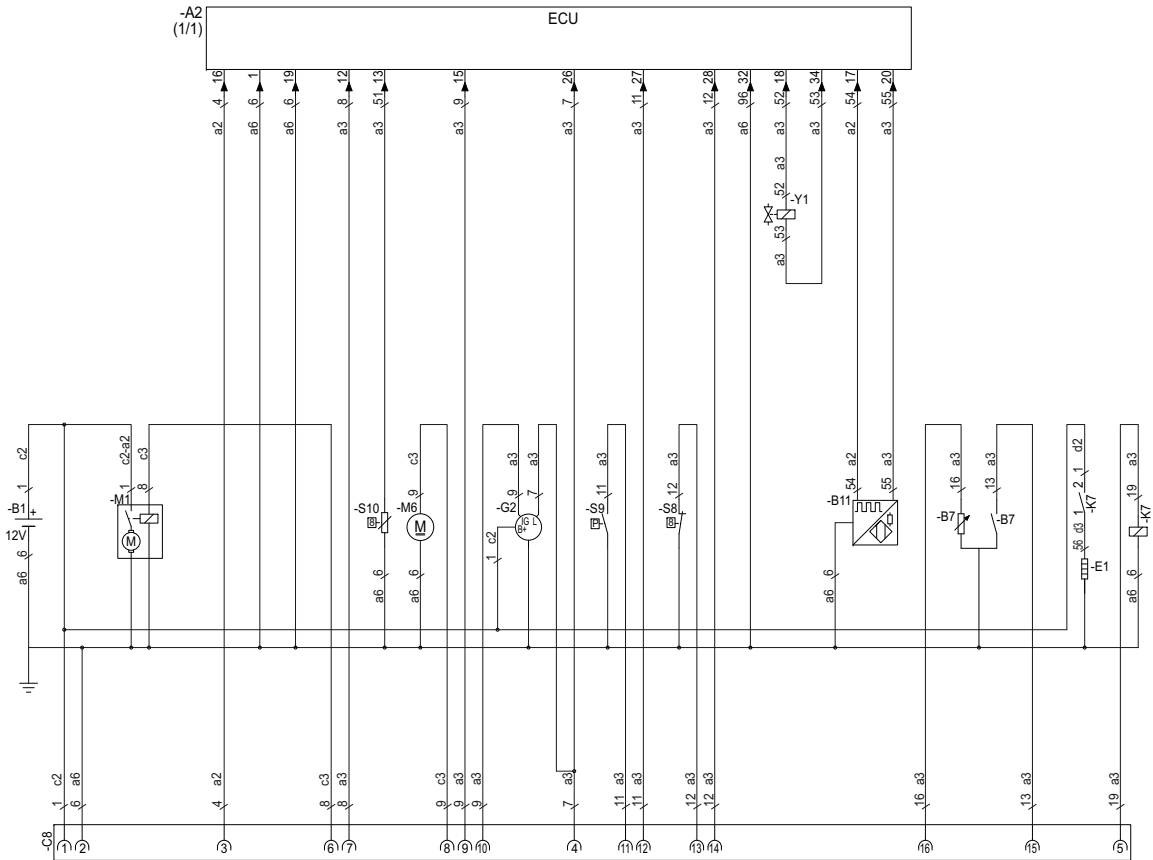 -A2
(1/1)
ECU
16 1 19 12 13 15 26 27 28 32 18 34 17 20
4 6 6 8 51 9 7 11 12 96 52 53 54 55
a2 a6 a6 a3 a3 a3 a3 a3 a3 a6 a3 a3 a2 a3
a3
52
-Y1
53
a3
c2 c2-a2 c3 c3 a3 a3 a3 a3 a2 a3 a3 a3 d2 a3
1 1 8 9 9 7 11 12 54 55 16 13 1 19
-B1 + -M1 -S10 -M6 -G2 -S9 -S8 -B11 -B7 -B7 2 -K7 -K7
12V M 8 M IG L B+ P 8 1
6 c2 d3
a6 1 56 -E1
6 6 6 6
a6 a6 a6 a6
c2 a6 a2 c3 a3 c3 a3 a3 a3 a3 a3 a3 a3 a3 a3 a3
1 6 4 8 8 9 9 9 7 11 11 12 12 16 13 19
-C8
1 2 3 6 7 8 9 10 4 11 12 13 14 16 15 5